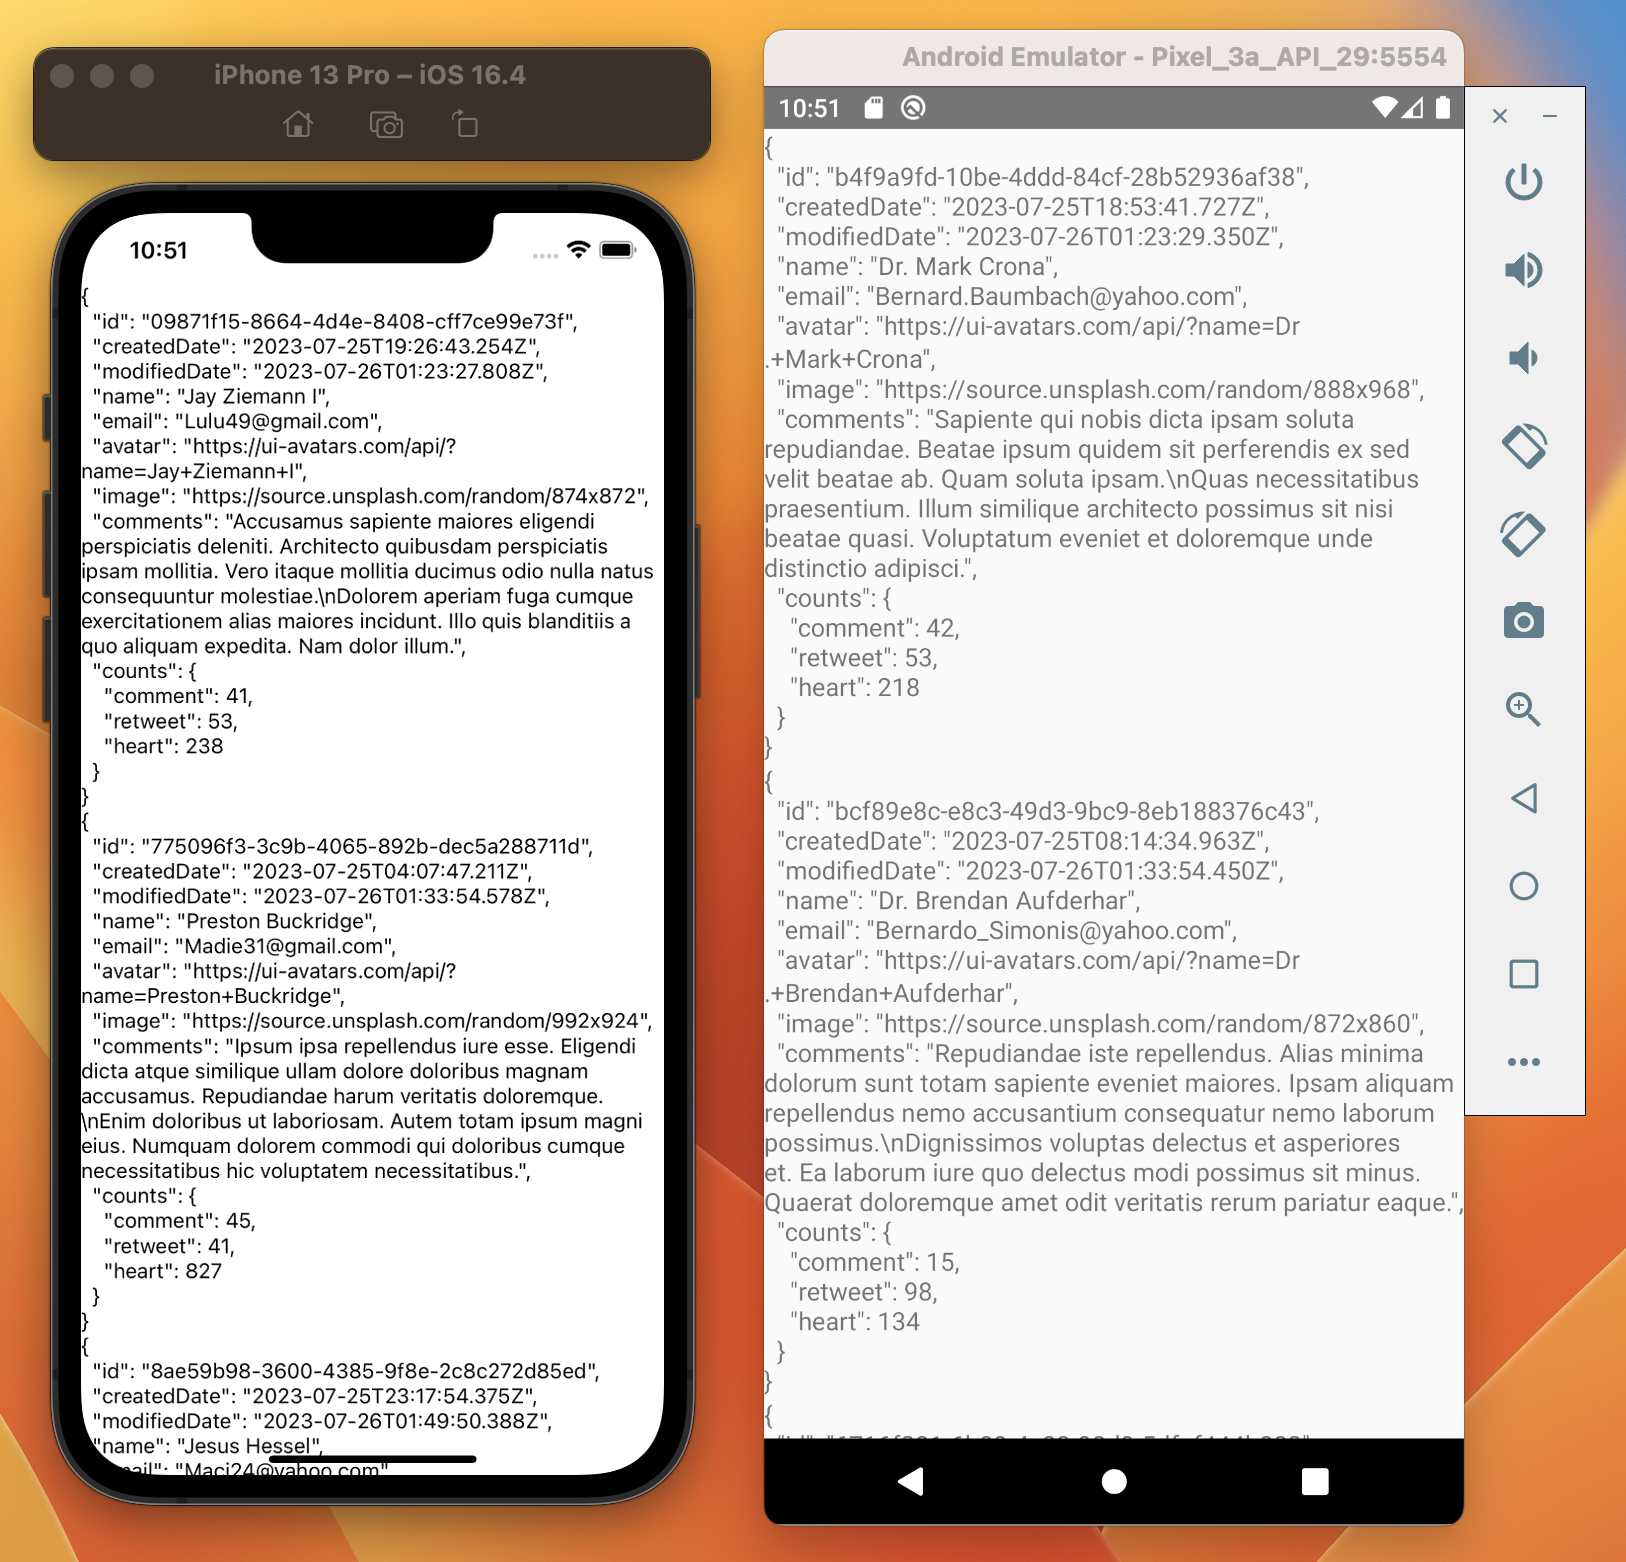 iPhone 13 Pro – iOS 16.4
10:51
{
"id": "09871f15-8664-4d4e-8408-cff7ce99e73f",
"createdDate": "2023-07-25T19:26:43.254Z",
"modifiedDate": "2023-07-26T01:23:27.808Z",
"name": "Jay Ziemann I",
"email": "Lulu49@gmail.com",
"avatar": "https://ui-avatars.com/api/?
name=Jay+Ziemann+I",
"image": "https://source.unsplash.com/random/874x872",
"comments": "Accusamus sapiente maiores eligendi
perspiciatis deleniti. Architecto quibusdam perspiciatis
ipsam mollitia. Vero itaque mollitia ducimus odio nulla natus
consequuntur molestiae.\nDolorem aperiam fuga cumque
exercitationem alias maiores incidunt. Illo quis blanditiis a
quo aliquam expedita. Nam dolor illum.",
"counts": {
"comment": 41,
"retweet": 53,
"heart": 238
}
}
{
"id": "775096f3-3c9b-4065-892b-dec5a288711d",
"createdDate": "2023-07-25T04:07:47.211Z",
"modifiedDate": "2023-07-26T01:33:54.578Z",
"name": "Preston Buckridge",
"email": "Madie31@gmail.com",
"avatar": "https://ui-avatars.com/api/?
name=Preston+Buckridge",
"image": "https://source.unsplash.com/random/992x924",
"comments": "Ipsum ipsa repellendus iure esse. Eligendi
dicta atque similique ullam dolore doloribus magnam
accusamus. Repudiandae harum veritatis doloremque.
\nEnim doloribus ut laboriosam. Autem totam ipsum magni
eius. Numquam dolorem commodi qui doloribus cumque
necessitatibus hic voluptatem necessitatibus.",
"counts": {
"comment": 45,
"retweet": 41,
"heart": 827
}
}
{
"id": "8ae59b98-3600-4385-9f8e-2c8c272d85ed",
"createdDate": "2023-07-25T23:17:54.375Z",
"modifiedDate": "2023-07-26T01:49:50.388Z",
"name": "Jesus Hessel",
"Maci24@yahoo.com"
Android Emulator - Pixel_3a_API_29:5554
10:51
{
"id": "b4f9a9fd-10be-4ddd-84cf-28b52936af38",
"createdDate": "2023-07-25T18:53:41.727Z",
"modifiedDate": "2023-07-26T01:23:29.350Z",
"name": "Dr. Mark Crona",
"email": "Bernard.Baumbach@yahoo.com",
"avatar": "https://ui-avatars.com/api/?name=Dr
.+Mark+Crona",
"image": "https://source.unsplash.com/random/888x968",
"comments": "Sapiente qui nobis dicta ipsam soluta
repudiandae. Beatae ipsum quidem sit perferendis ex sed
velit beatae ab. Quam soluta ipsam.\nQuas necessitatibus
praesentium. Illum similique architecto possimus sit nisi
beatae quasi. Voluptatum eveniet et doloremque unde
distinctio adipisci.",
"counts": {
"comment": 42,
"retweet": 53,
"heart": 218
}
}
{
"id": "bcf89e8c-e8c3-49d3-9bc9-8eb188376c43",
"createdDate": "2023-07-25T08:14:34.963Z",
"modifiedDate": "2023-07-26T01:33:54.450Z",
"name": "Dr. Brendan Aufderhar",
"email": "Bernardo_Simonis@yahoo.com",
"avatar": "https://ui-avatars.com/api/?name=Dr
.+Brendan+Aufderhar",
"image": "https://source.unsplash.com/random/872x860",
"comments": "Repudiandae iste repellendus. Alias minima
dolorum sunt totam sapiente eveniet maiores. Ipsam aliquam
repellendus nemo accusantium consequatur nemo laborum
possimus.\nDignissimos voluptas delectus et asperiores
et. Ea laborum iure quo delectus modi possimus sit minus.
Quaerat doloremque amet odit veritatis rerum pariatur eaque.",
"counts": {
"comment": 15,
"retweet": 98,
"heart": 134
}
}
{